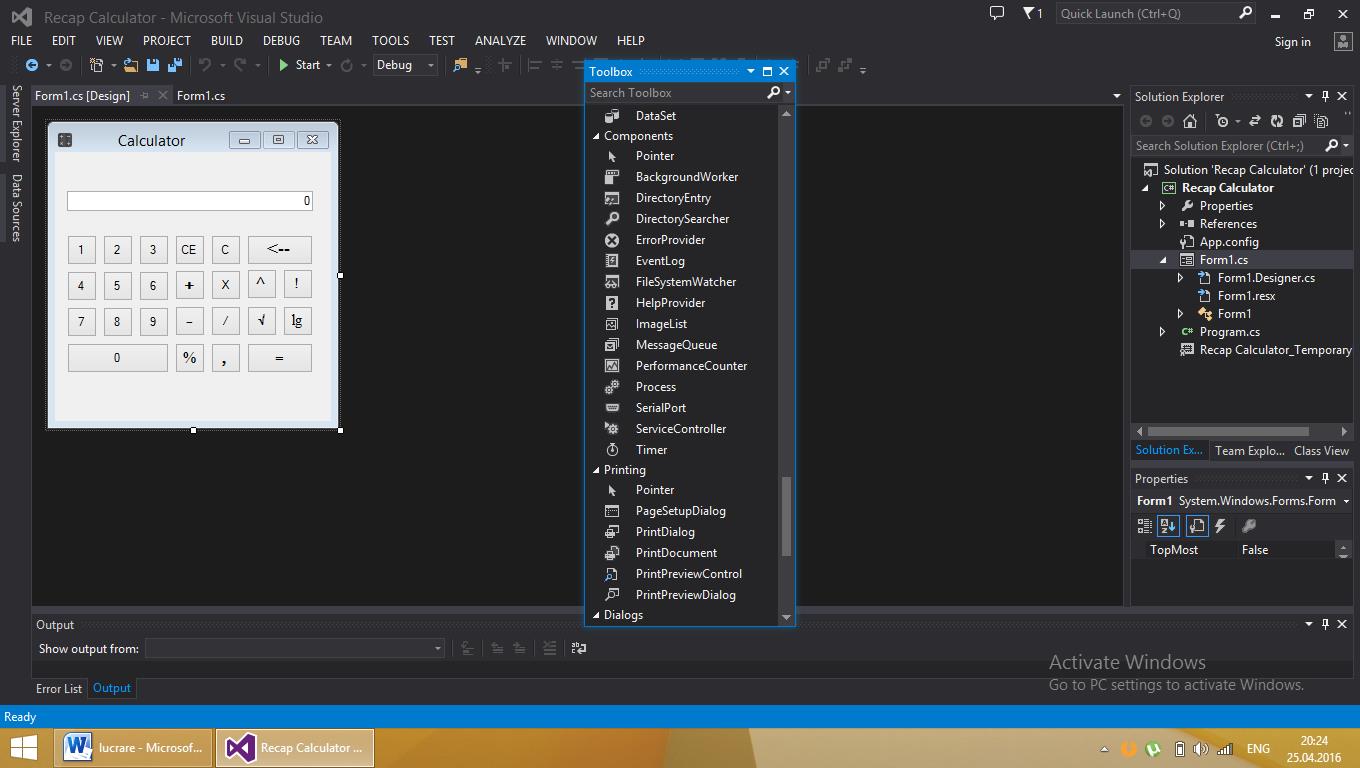 Recap Calculator - Microsoft Visual Studio
1
Quick Launch (Ctrl+Q)
FILE EDIT VIEW PROJECT BUILD DEBUG TEAM TOOLS TEST ANALYZE WINDOW HELP
Sign in
Start Debug
Server Explorer
Data Sources
Form1.cs [Design] Form1.cs
Calculator
0
1 2 3 CE C <--
4 5 6 + X ^ !
7 8 9 - / √ lg
0 % , =
Toolbox
Search Toolbox
DataSet
Components
Pointer
BackgroundWorker
DirectoryEntry
DirectorySearcher
ErrorProvider
EventLog
FileSystemWatcher
HelpProvider
ImageList
MessageQueue
PerformanceCounter
Process
SerialPort
ServiceController
Timer
Printing
Pointer
PageSetupDialog
PrintDialog
PrintDocument
PrintPreviewControl
PrintPreviewDialog
Dialogs
Solution Explorer
Search Solution Explorer (Ctrl+;)
Solution 'Recap Calculator' (1 projec
Recap Calculator
Properties
References
App.config
Form1.cs
Form1.Designer.cs
Form1.resx
Form1
Program.cs
Recap Calculator_Temporary
Solution Ex... Team Explo... Class View
Properties
Form1 System.Windows.Forms.Form
TopMost False
Output
Show output from:
Error List Output
Activate Windows
Go to PC settings to activate Windows.
Ready
lucrare - Microsof...
Recap Calculator ...
ENG
20:24
25.04.2016